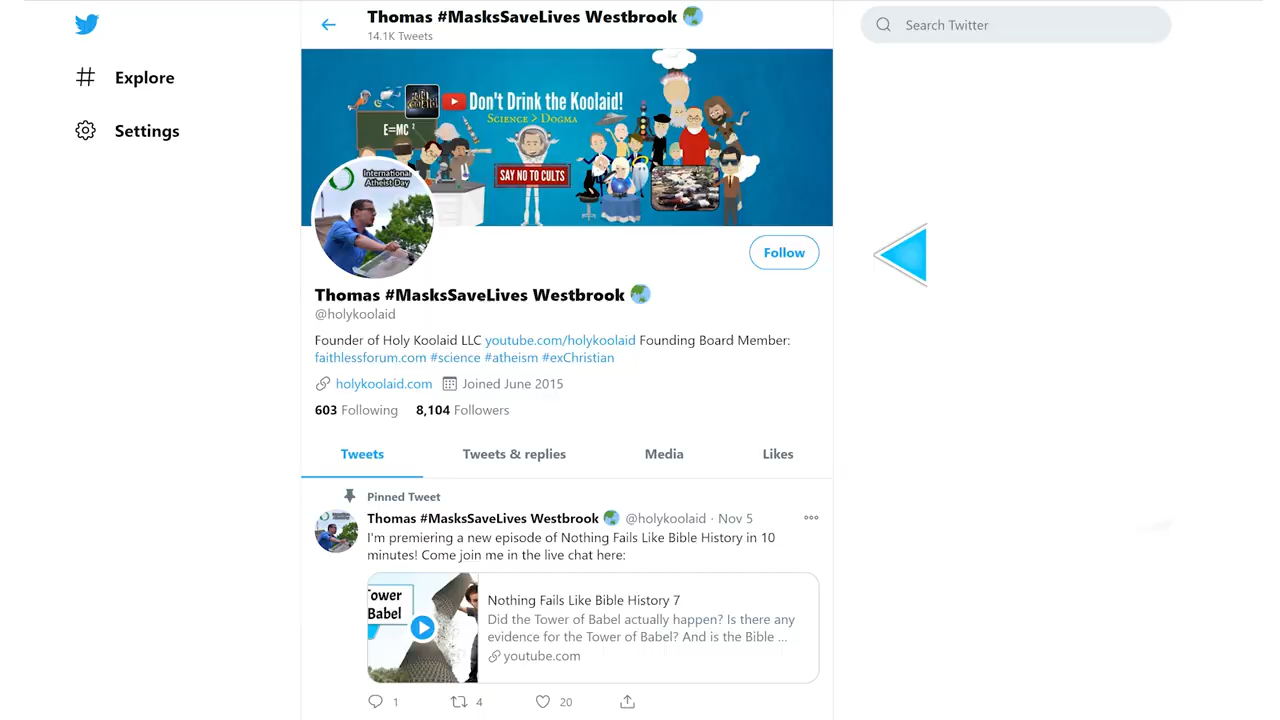 Thomas #MasksSaveLives Westbrook
14.1K Tweets
Search Twitter
Explore
Settings
Don't Drink the Koolaid!
Science > Dogma
E=MC²
SAY NO TO CULTS
International
Atheist Day
Follow
Thomas #MasksSaveLives Westbrook
@holykoolaid
Founder of Holy Koolaid LLC youtube.com/holykoolaid Founding Board Member:
faithlessforum.com #science #atheism #exChristian
holykoolaid.com Joined June 2015
603 Following 8,104 Followers
Tweets Tweets & replies Media Likes
Pinned Tweet
Thomas #MasksSaveLives Westbrook @holykoolaid · Nov 5
I'm premiering a new episode of Nothing Fails Like Bible History in 10
minutes! Come join me in the live chat here:
Tower
Babel
Nothing Fails Like Bible History 7
Did the Tower of Babel actually happen? Is there any
evidence for the Tower of Babel? And is the Bible ...
youtube.com
1 4 20